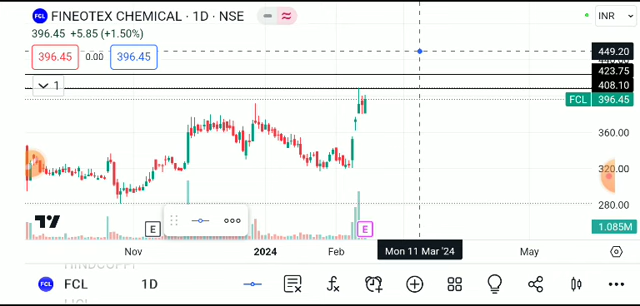 FCL FINEOTEX CHEMICAL · 1D · NSE
INR
396.45 +5.85 (+1.50%)
396.45 0.00 396.45
449.20
423.75
1
408.10
FCL 396.45
360.00
320.00
280.00
E E
1.085M
Nov 2024 Feb Mon 11 Mar '24 May
FCL 1D